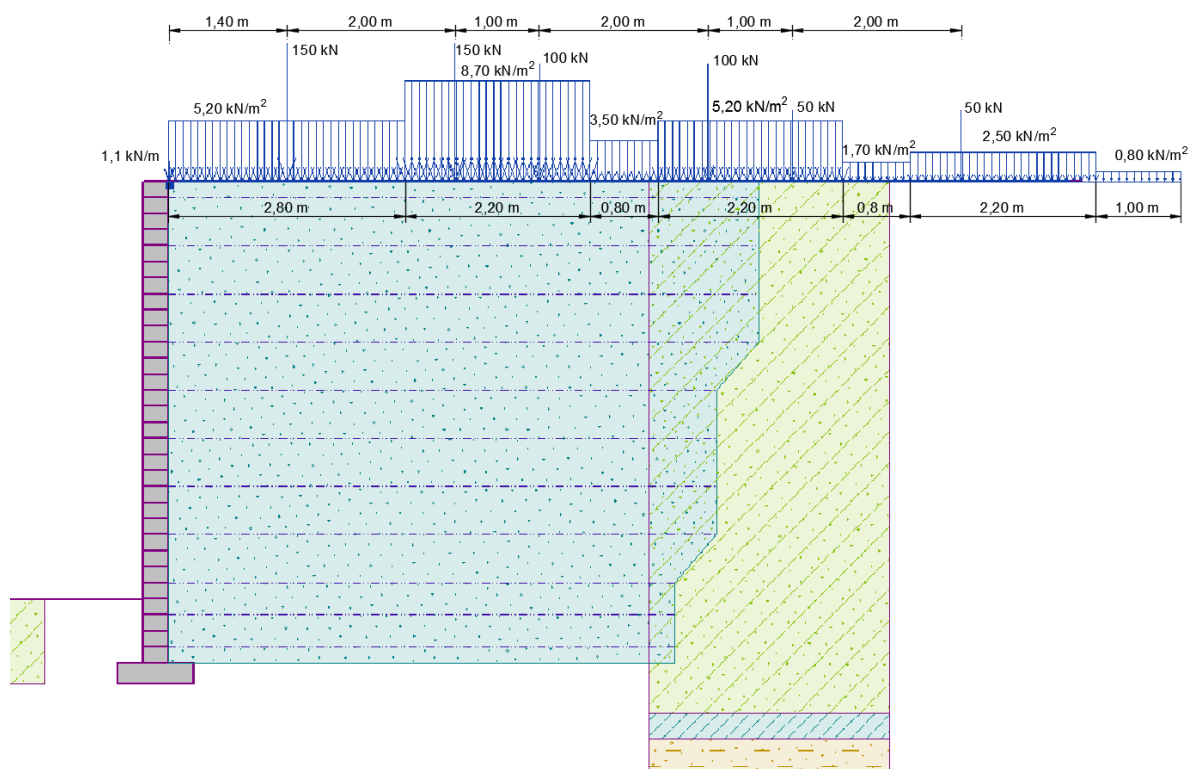 1,40 m 2,00 m 1,00 m 2,00 m 1,00 m 2,00 m
150 kN 150 kN 100 kN 100 kN
8,70 kN/m²
5,20 kN/m² 3,50 kN/m² 5,20 kN/m² 50 kN 50 kN
2,50 kN/m²
1,1 kN/m 1,70 kN/m² 0,80 kN/m²
2,80 m 2,20 m 0,80 m 2,20 m 0,8 m 2,20 m 1,00 m